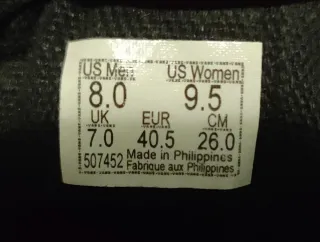 US Men US Women
8.0 9.5
UK EUR CM
7.0 40.5 26.0
507452 Made in Philippines
Fabrique aux Philippines